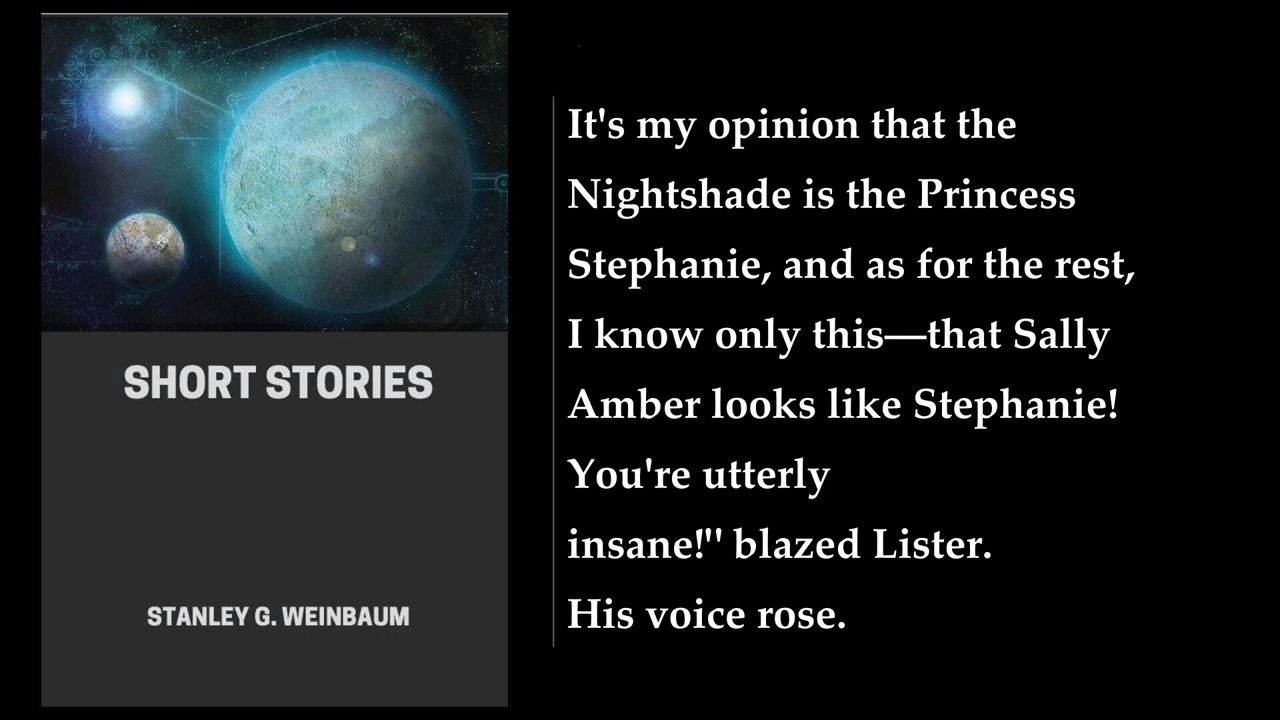 SHORT STORIES
STANLEY G. WEINBAUM
It's my opinion that the
Nightshade is the Princess
Stephanie, and as for the rest,
I know only this—that Sally
Amber looks like Stephanie!
You're utterly
insane!" blazed Lister.
His voice rose.